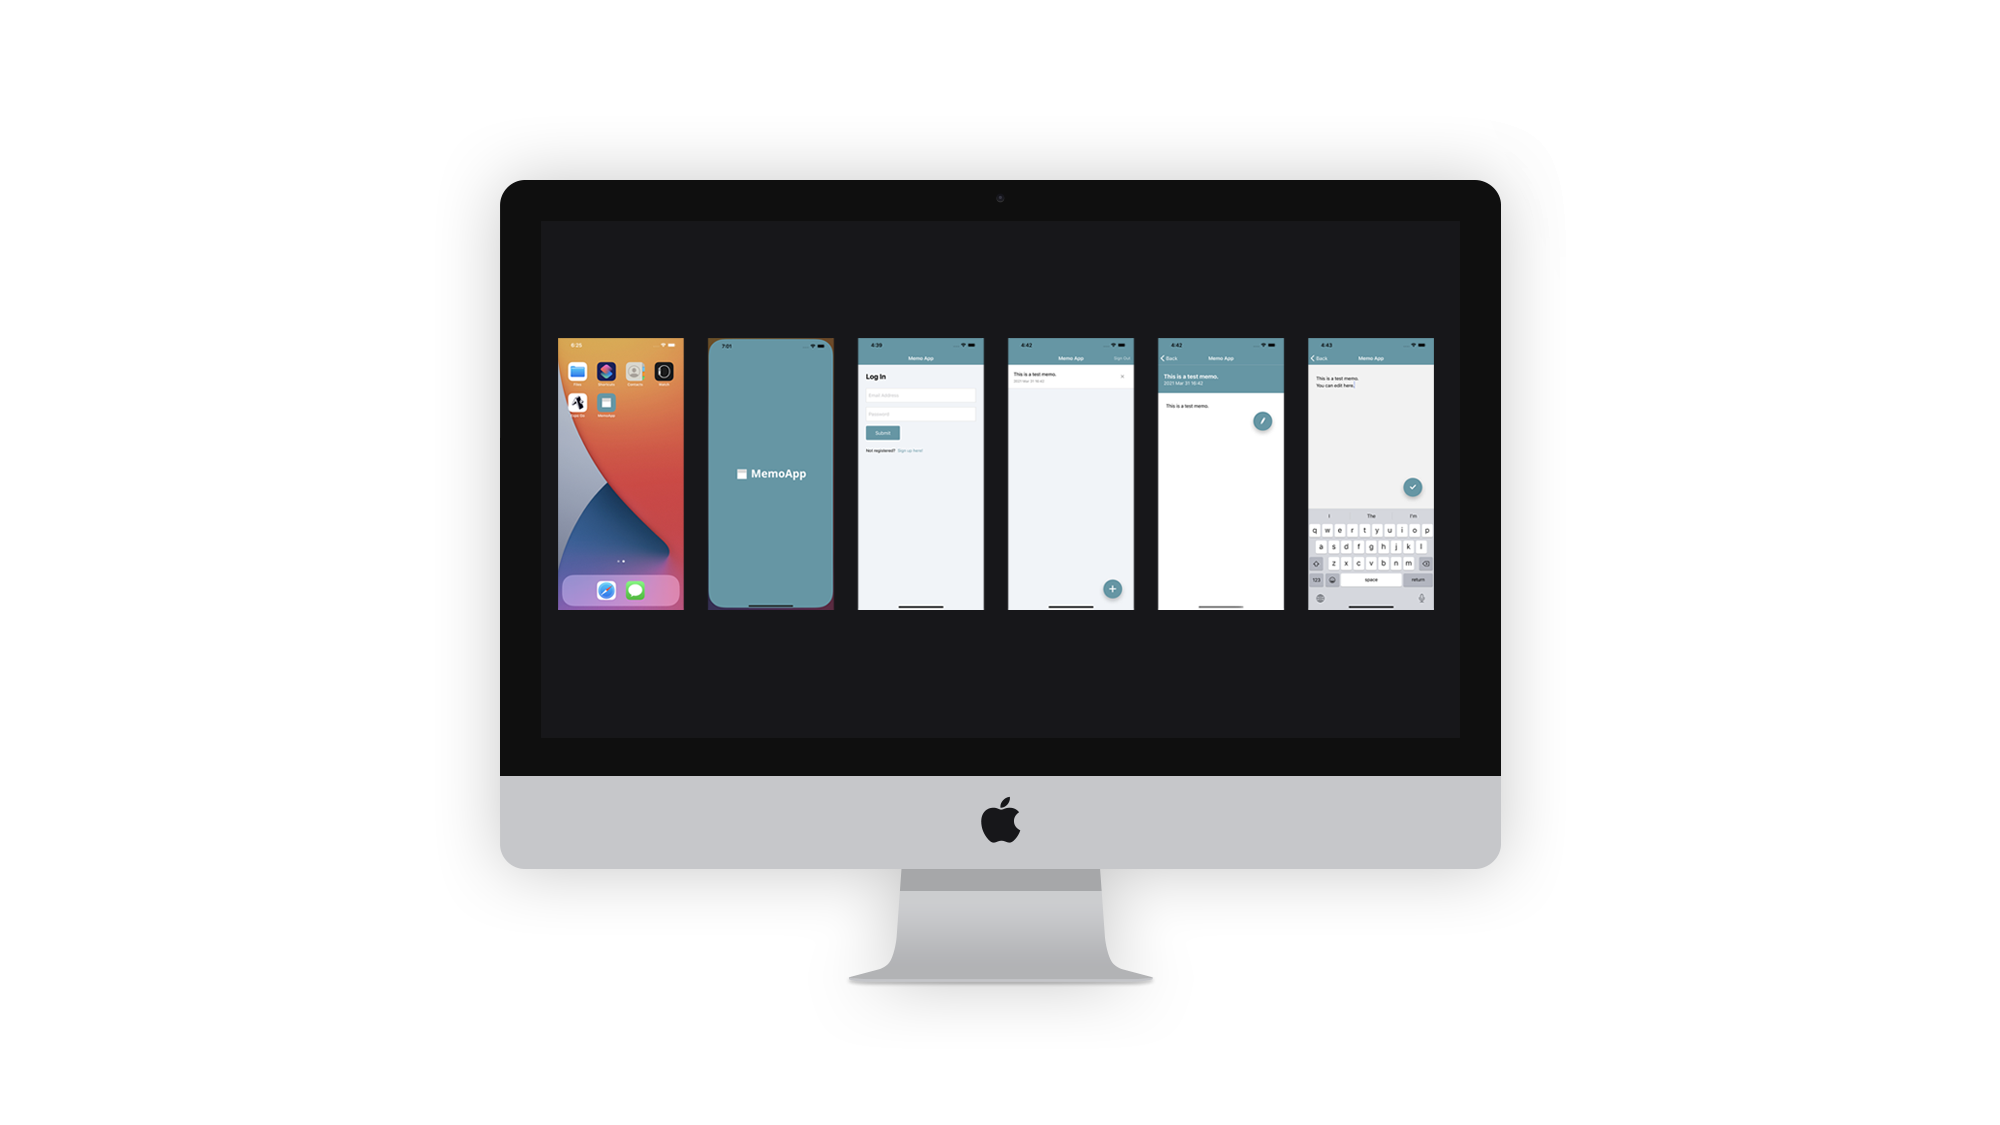 6:25
Files
Shortcuts
Contacts
Watch
MemoApp
7:01
MemoApp
4:39
Memo App
Log In
Email Address
Password
Submit
Not registered? Sign up here!
4:42
Memo App
Sign Out
This is a test memo.
2021 Mar 31 16:42
4:42
Back
Memo App
This is a test memo.
2021 Mar 31 16:42
This is a test memo.
4:43
Back
Memo App
This is a test memo.
You can edit here.
I The I'm
q w e r t y u i o p
a s d f g h j k l
z x c v b n m
123 space return